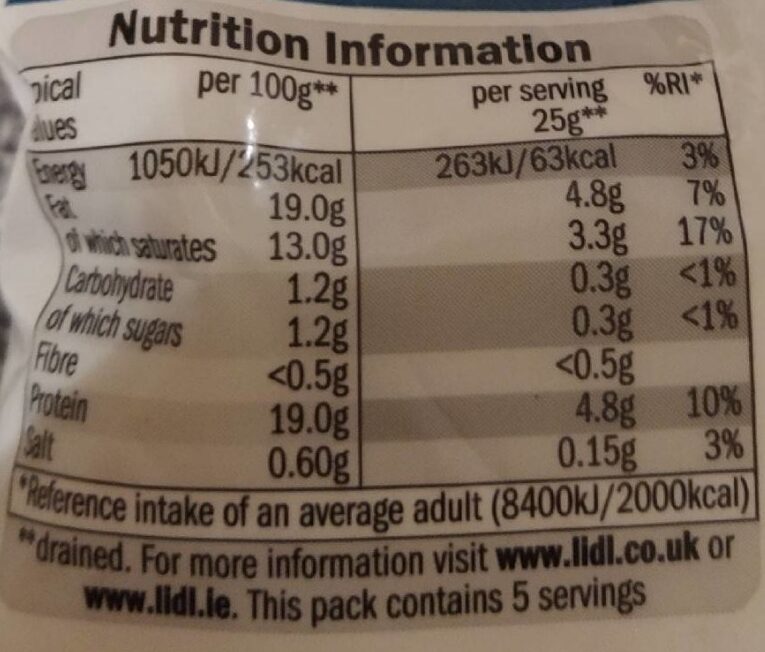 Nutrition Information
pical per 100g** per serving %RI*
lues 25g**
Energy 1050kJ/253kcal 263kJ/63kcal 3%
Fat 19.0g 4.8g 7%
of which saturates 13.0g 3.3g 17%
Carbohydrate 1.2g 0.3g <1%
of which sugars 1.2g 0.3g <1%
Fibre <0.5g <0.5g
Protein 19.0g 4.8g 10%
Salt 0.60g 0.15g 3%
*Reference intake of an average adult (8400kJ/2000kcal)
**drained. For more information visit www.lidl.co.uk or
www.lidl.ie. This pack contains 5 servings